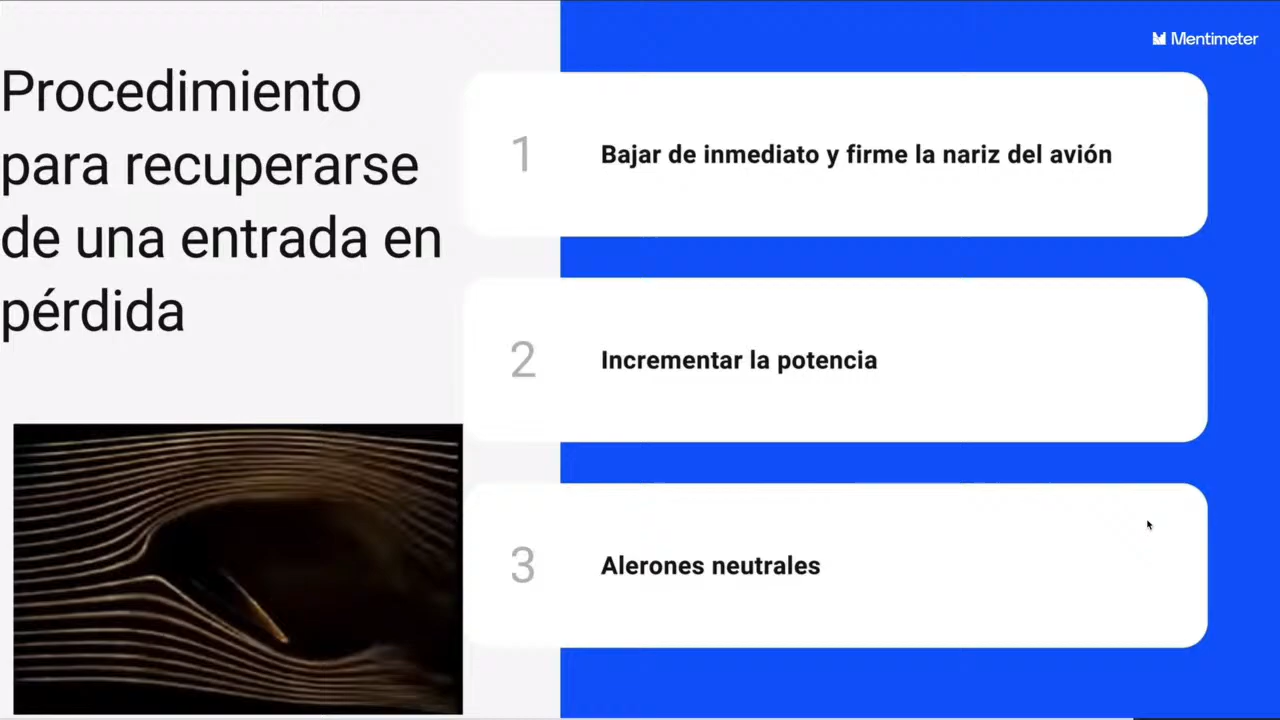 Mentimeter
Procedimiento
para recuperarse
de una entrada en
pérdida
1
Bajar de inmediato y firme la nariz del avión
2
Incrementar la potencia
3
Alerones neutrales